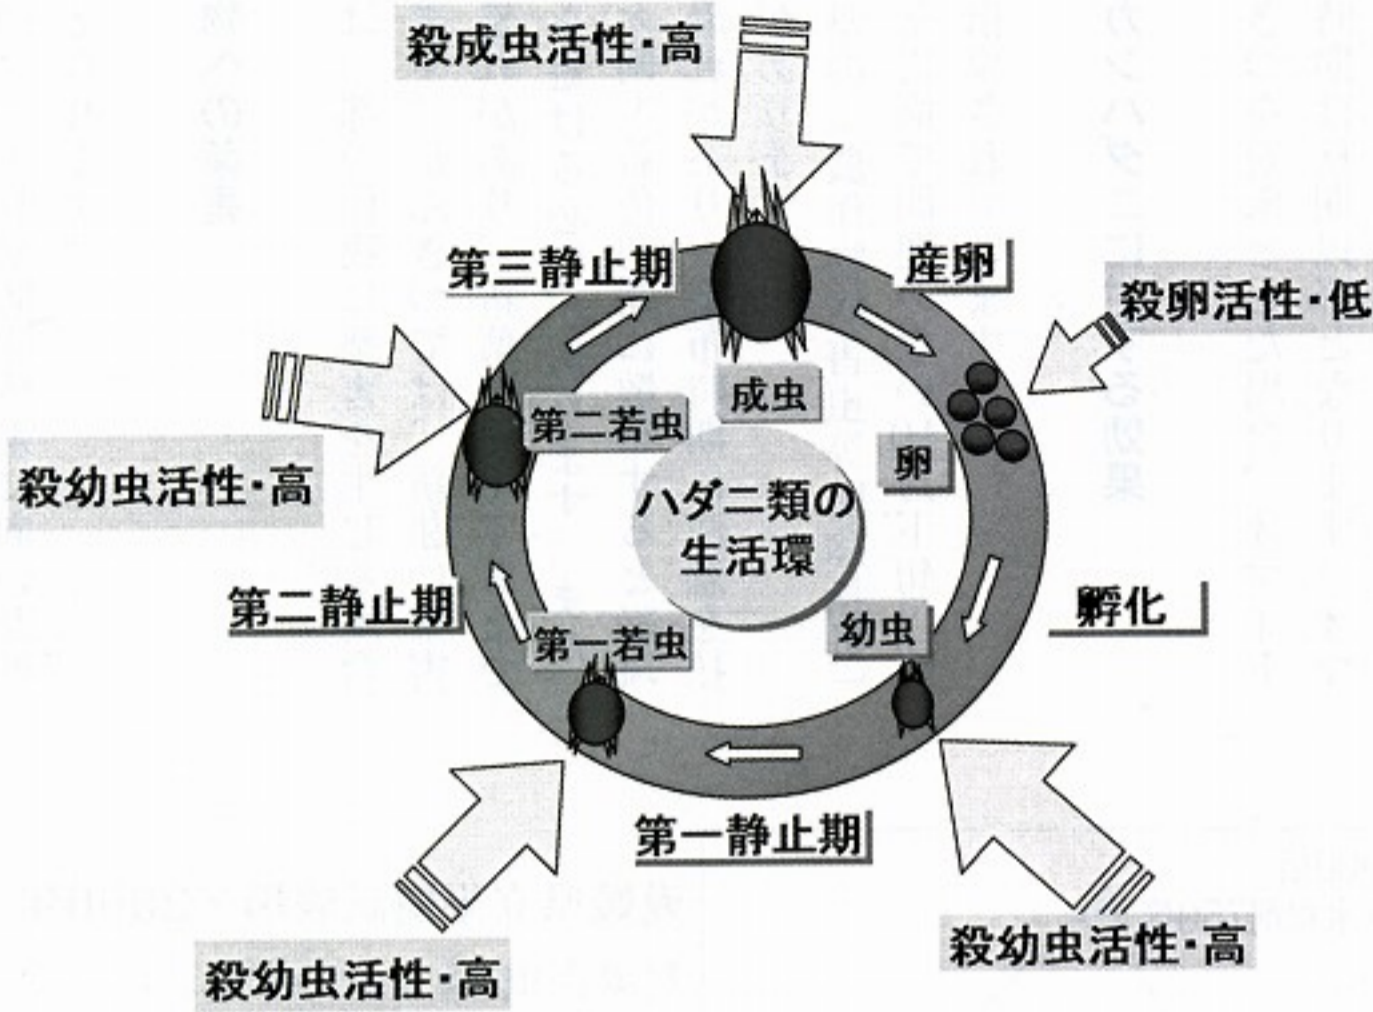 殺成虫活性・高
第三静止期
産卵
殺卵活性・低
成虫
第二若虫
卵
殺幼虫活性・高
ハダニ類の
生活環
第二静止期
孵化
幼虫
第一若虫
第一静止期
殺幼虫活性・高
殺幼虫活性・高